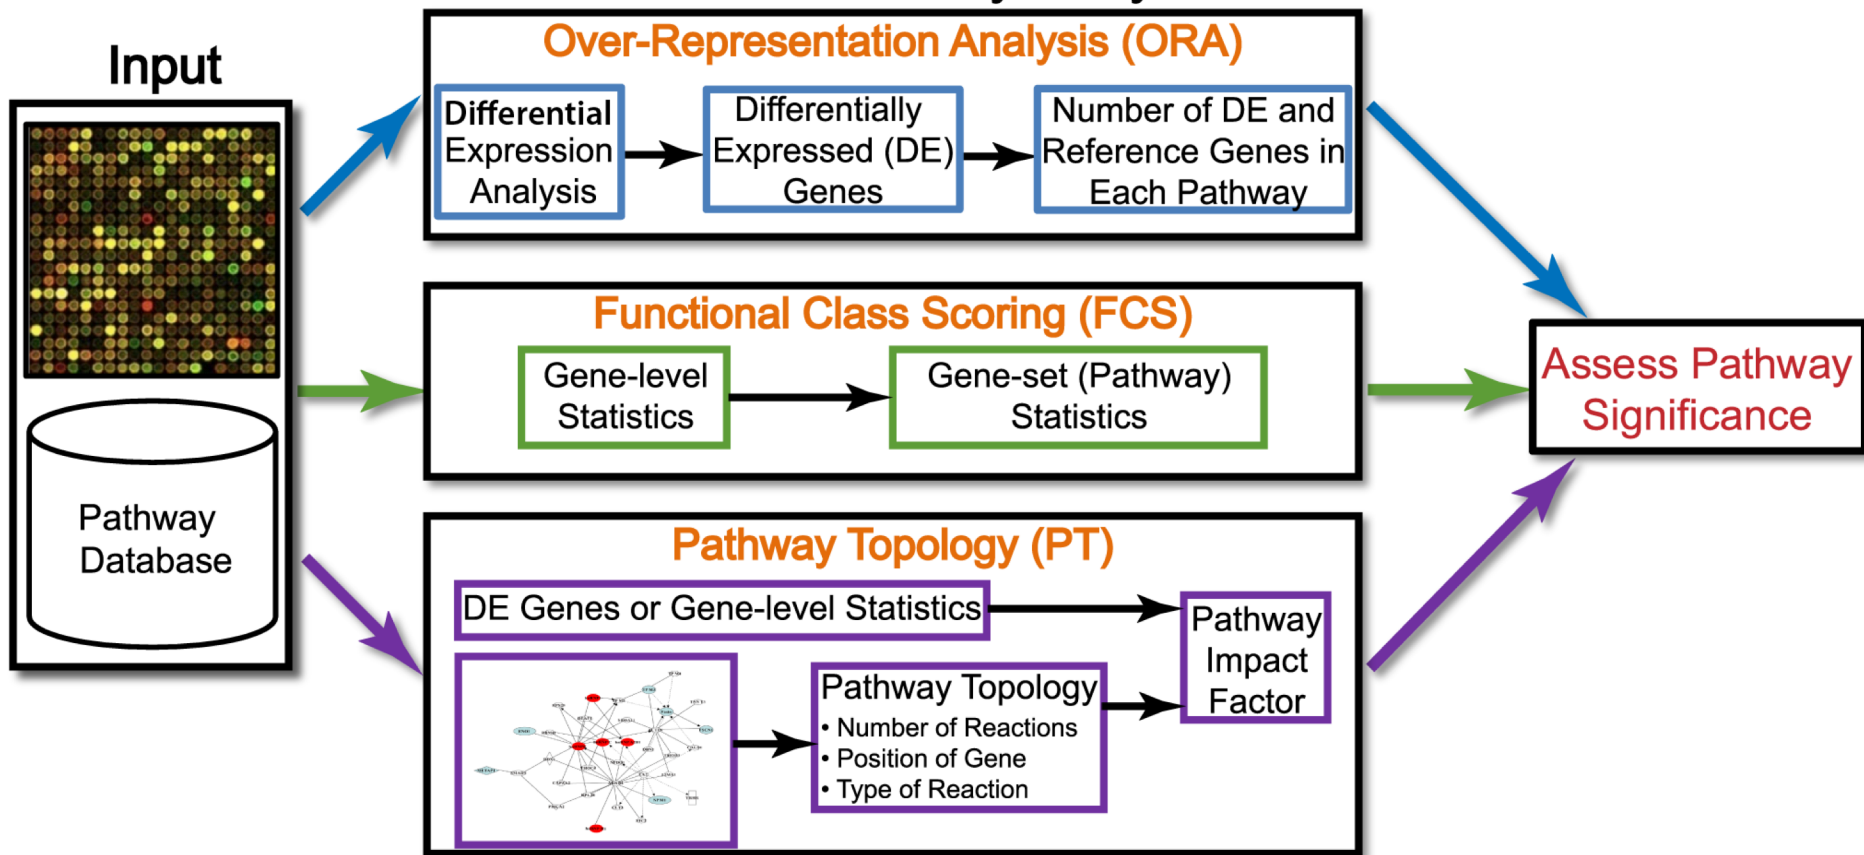 Input
Pathway
Database
Over-Representation Analysis (ORA)
Differential
Expression
Analysis
Differentially
Expressed (DE)
Genes
Number of DE and
Reference Genes in
Each Pathway
Functional Class Scoring (FCS)
Gene-level
Statistics
Gene-set (Pathway)
Statistics
Pathway Topology (PT)
DE Genes or Gene-level Statistics
Pathway Topology
• Number of Reactions
• Position of Gene
• Type of Reaction
Pathway
Impact
Factor
Assess Pathway
Significance